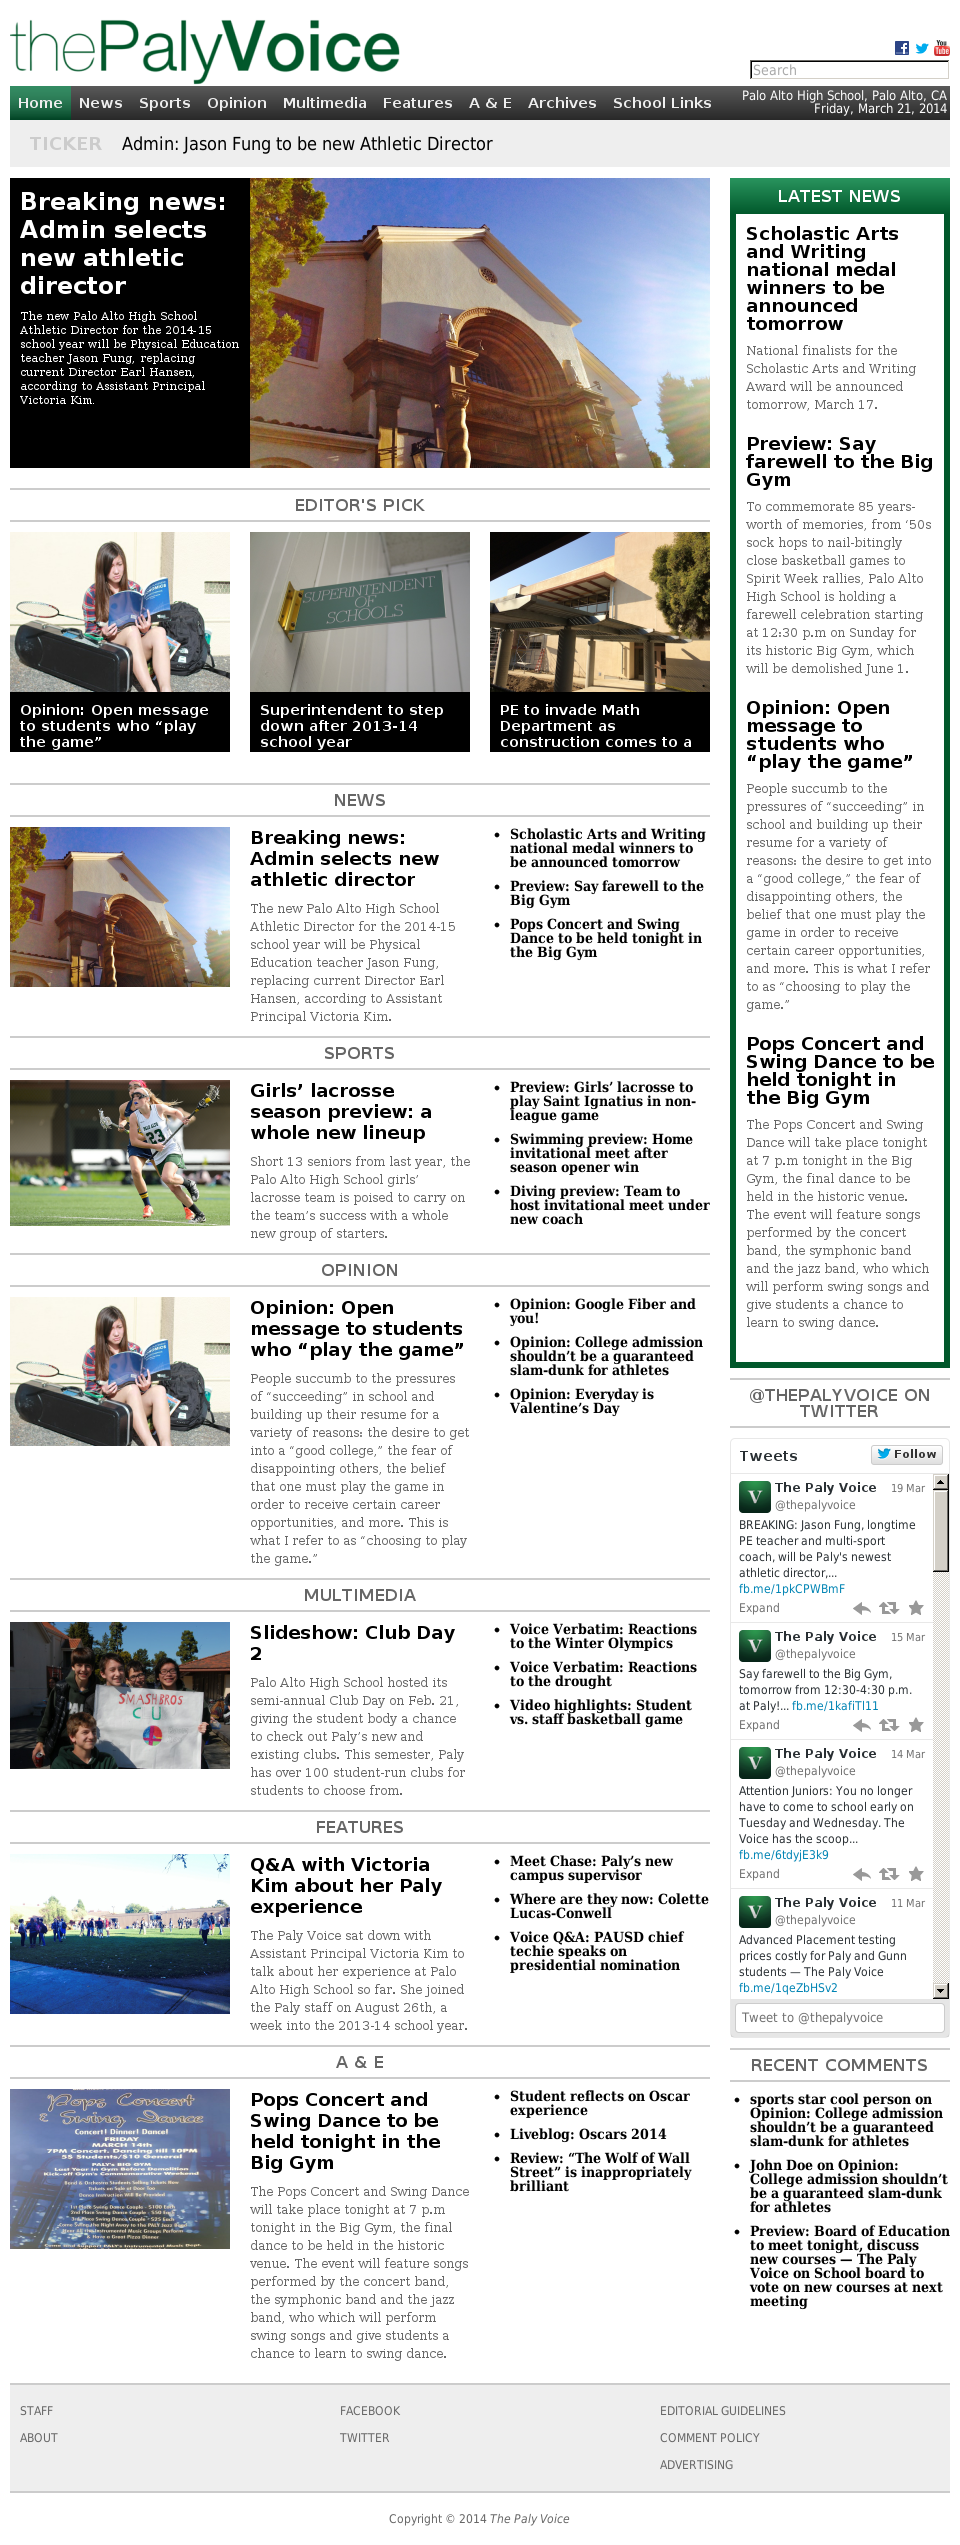 thePalyVoice
Search
Home News Sports Opinion Multimedia Features A & E Archives School Links
Palo Alto High School, Palo Alto, CA
Friday, March 21, 2014
TICKER Admin: Jason Fung to be new Athletic Director
Breaking news:
Admin selects
new athletic
director
The new Palo Alto High School
Athletic Director for the 2014-15
school year will be Physical Education
teacher Jason Fung, replacing
current Director Earl Hansen,
according to Assistant Principal
Victoria Kim.
EDITOR'S PICK
SUPERINTENDENT
OF
SCHOOLS
Opinion: Open message
to students who “play
the game”
Superintendent to step
down after 2013-14
school year
PE to invade Math
Department as
construction comes to a
NEWS
Breaking news:
Admin selects new
athletic director
The new Palo Alto High School
Athletic Director for the 2014-15
school year will be Physical
Education teacher Jason Fung,
replacing current Director Earl
Hansen, according to Assistant
Principal Victoria Kim.
• Scholastic Arts and Writing
national medal winners to
be announced tomorrow
• Preview: Say farewell to the
Big Gym
• Pops Concert and Swing
Dance to be held tonight in
the Big Gym
SPORTS
23
Girls’ lacrosse
season preview: a
whole new lineup
Short 13 seniors from last year, the
Palo Alto High School girls’
lacrosse team is poised to carry on
the team’s success with a whole
new group of starters.
• Preview: Girls’ lacrosse to
play Saint Ignatius in non-
league game
• Swimming preview: Home
invitational meet after
season opener win
• Diving preview: Team to
host invitational meet under
new coach
OPINION
Opinion: Open
message to students
who “play the game”
People succumb to the pressures
of “succeeding” in school and
building up their resume for a
variety of reasons: the desire to get
into a “good college,” the fear of
disappointing others, the belief
that one must play the game in
order to receive certain career
opportunities, and more. This is
what I refer to as “choosing to play
the game.”
• Opinion: Google Fiber and
you!
• Opinion: College admission
shouldn’t be a guaranteed
slam-dunk for athletes
• Opinion: Everyday is
Valentine’s Day
MULTIMEDIA
SMASHBROS
CU
Slideshow: Club Day
2
Palo Alto High School hosted its
semi-annual Club Day on Feb. 21,
giving the student body a chance
to check out Paly’s new and
existing clubs. This semester, Paly
has over 100 student-run clubs for
students to choose from.
• Voice Verbatim: Reactions
to the Winter Olympics
• Voice Verbatim: Reactions
to the drought
• Video highlights: Student
vs. staff basketball game
FEATURES
Q&A with Victoria
Kim about her Paly
experience
The Paly Voice sat down with
Assistant Principal Victoria Kim to
talk about her experience at Palo
Alto High School so far. She joined
the Paly staff on August 26th, a
week into the 2013-14 school year.
• Meet Chase: Paly’s new
campus supervisor
• Where are they now: Colette
Lucas-Conwell
• Voice Q&A: PAUSD chief
techie speaks on
presidential nomination
A & E
Pops Concert
& Swing Dance
Concert! Dinner! Dance!
FRIDAY
MARCH 14TH
7PM Concert, Dancing Hill 10PM
5$ Students/$10 General
Pops Concert and
Swing Dance to be
held tonight in the
Big Gym
The Pops Concert and Swing Dance
will take place tonight at 7 p.m
tonight in the Big Gym, the final
dance to be held in the historic
venue. The event will feature songs
performed by the concert band,
the symphonic band and the jazz
band, who which will perform
swing songs and give students a
chance to learn to swing dance.
• Student reflects on Oscar
experience
• Liveblog: Oscars 2014
• Review: “The Wolf of Wall
Street” is inappropriately
brilliant
LATEST NEWS
Scholastic Arts
and Writing
national medal
winners to be
announced
tomorrow
National finalists for the
Scholastic Arts and Writing
Award will be announced
tomorrow, March 17.
Preview: Say
farewell to the Big
Gym
To commemorate 85 years-
worth of memories, from ‘50s
sock hops to nail-bitingly
close basketball games to
Spirit Week rallies, Palo Alto
High School is holding a
farewell celebration starting
at 12:30 p.m on Sunday for
its historic Big Gym, which
will be demolished June 1.
Opinion: Open
message to
students who
“play the game”
People succumb to the
pressures of “succeeding” in
school and building up their
resume for a variety of
reasons: the desire to get into
a “good college,” the fear of
disappointing others, the
belief that one must play the
game in order to receive
certain career opportunities,
and more. This is what I refer
to as “choosing to play the
game.”
Pops Concert and
Swing Dance to be
held tonight in
the Big Gym
The Pops Concert and Swing
Dance will take place tonight
at 7 p.m tonight in the Big
Gym, the final dance to be
held in the historic venue.
The event will feature songs
performed by the concert
band, the symphonic band
and the jazz band, who which
will perform swing songs and
give students a chance to
learn to swing dance.
@THEPALYVOICE ON
TWITTER
Tweets Follow
V The Paly Voice 19 Mar
@thepalyvoice
BREAKING: Jason Fung, longtime
PE teacher and multi-sport
coach, will be Paly's newest
athletic director,...
fb.me/1pkCPWBmF
Expand
V The Paly Voice 15 Mar
@thepalyvoice
Say farewell to the Big Gym,
tomorrow from 12:30-4:30 p.m.
at Paly!... fb.me/1kafiTl11
Expand
V The Paly Voice 14 Mar
@thepalyvoice
Attention Juniors: You no longer
have to come to school early on
Tuesday and Wednesday. The
Voice has the scoop...
fb.me/6tdyjE3k9
Expand
V The Paly Voice 11 Mar
@thepalyvoice
Advanced Placement testing
prices costly for Paly and Gunn
students — The Paly Voice
fb.me/1qeZbHSv2
Tweet to @thepalyvoice
RECENT COMMENTS
• sports star cool person on
Opinion: College admission
shouldn’t be a guaranteed
slam-dunk for athletes
• John Doe on Opinion:
College admission shouldn’t
be a guaranteed slam-dunk
for athletes
• Preview: Board of Education
to meet tonight, discuss
new courses — The Paly
Voice on School board to
vote on new courses at next
meeting
STAFF
ABOUT
FACEBOOK
TWITTER
EDITORIAL GUIDELINES
COMMENT POLICY
ADVERTISING
Copyright © 2014 The Paly Voice